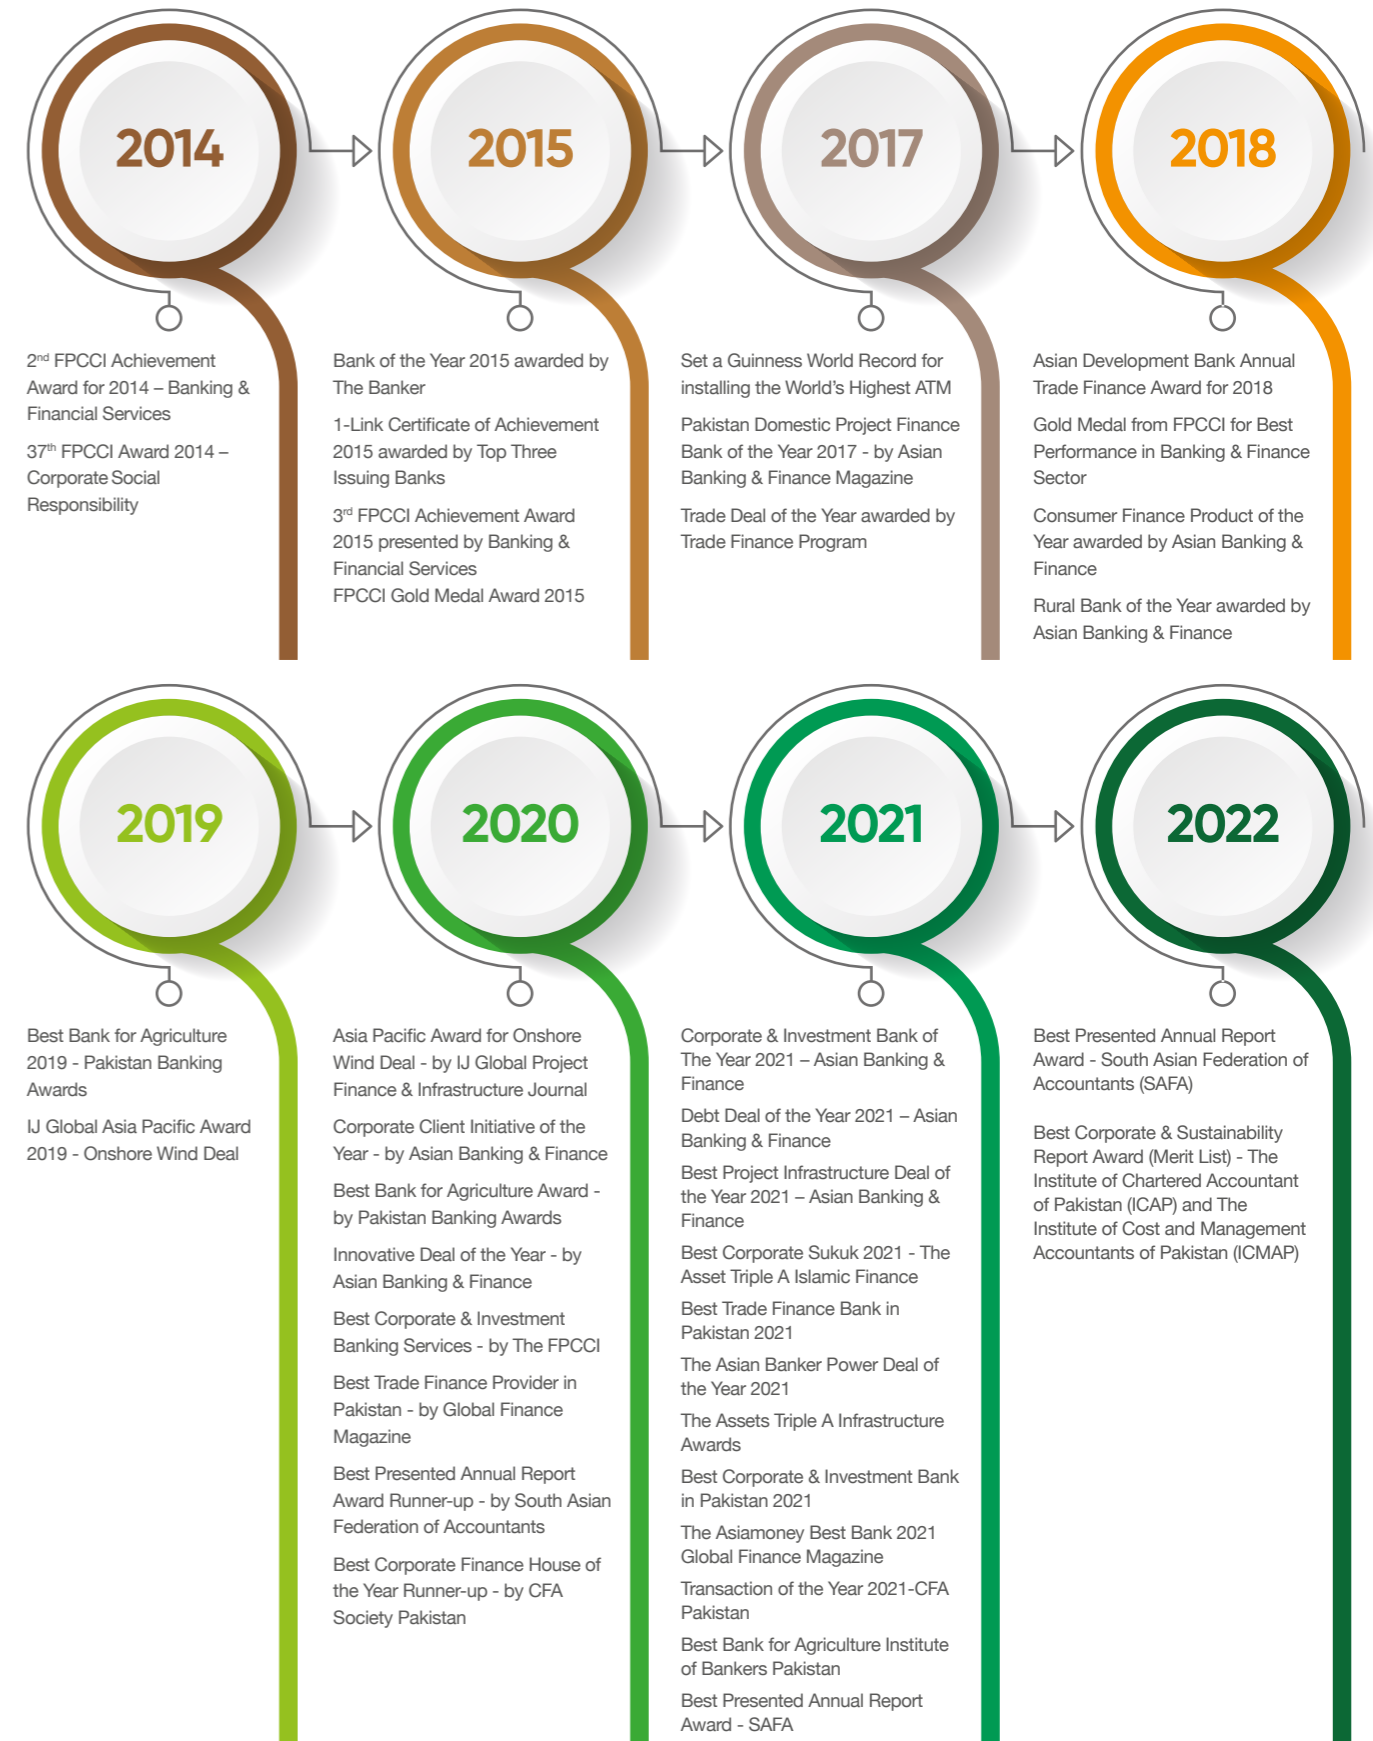 2014
2nd FPCCI Achievement
Award for 2014 – Banking &
Financial Services
37th FPCCI Award 2014 –
Corporate Social
Responsibility
2015
Bank of the Year 2015 awarded by
The Banker
1-Link Certificate of Achievement
2015 awarded by Top Three
Issuing Banks
3rd FPCCI Achievement Award
2015 presented by Banking &
Financial Services
FPCCI Gold Medal Award 2015
2017
Set a Guinness World Record for
installing the World's Highest ATM
Pakistan Domestic Project Finance
Bank of the Year 2017 - by Asian
Banking & Finance Magazine
Trade Deal of the Year awarded by
Trade Finance Program
2018
Asian Development Bank Annual
Trade Finance Award for 2018
Gold Medal from FPCCI for Best
Performance in Banking & Finance
Sector
Consumer Finance Product of the
Year awarded by Asian Banking &
Finance
Rural Bank of the Year awarded by
Asian Banking & Finance
2019
Best Bank for Agriculture
2019 - Pakistan Banking
Awards
IJ Global Asia Pacific Award
2019 - Onshore Wind Deal
2020
Asia Pacific Award for Onshore
Wind Deal - by IJ Global Project
Finance & Infrastructure Journal
Corporate Client Initiative of the
Year - by Asian Banking & Finance
Best Bank for Agriculture Award -
by Pakistan Banking Awards
Innovative Deal of the Year - by
Asian Banking & Finance
Best Corporate & Investment
Banking Services - by The FPCCI
Best Trade Finance Provider in
Pakistan - by Global Finance
Magazine
Best Presented Annual Report
Award Runner-up - by South Asian
Federation of Accountants
Best Corporate Finance House of
the Year Runner-up - by CFA
Society Pakistan
2021
Corporate & Investment Bank of
The Year 2021 – Asian Banking &
Finance
Debt Deal of the Year 2021 – Asian
Banking & Finance
Best Project Infrastructure Deal of
the Year 2021 – Asian Banking &
Finance
Best Corporate Sukuk 2021 - The
Asset Triple A Islamic Finance
Best Trade Finance Bank in
Pakistan 2021
The Asian Banker Power Deal of
the Year 2021
The Assets Triple A Infrastructure
Awards
Best Corporate & Investment Bank
in Pakistan 2021
The Asiamoney Best Bank 2021
Global Finance Magazine
Transaction of the Year 2021-CFA
Pakistan
Best Bank for Agriculture Institute
of Bankers Pakistan
Best Presented Annual Report
Award - SAFA
2022
Best Presented Annual Report
Award - South Asian Federation of
Accountants (SAFA)
Best Corporate & Sustainability
Report Award (Merit List) - The
Institute of Chartered Accountant
of Pakistan (ICAP) and The
Institute of Cost and Management
Accountants of Pakistan (ICMAP)